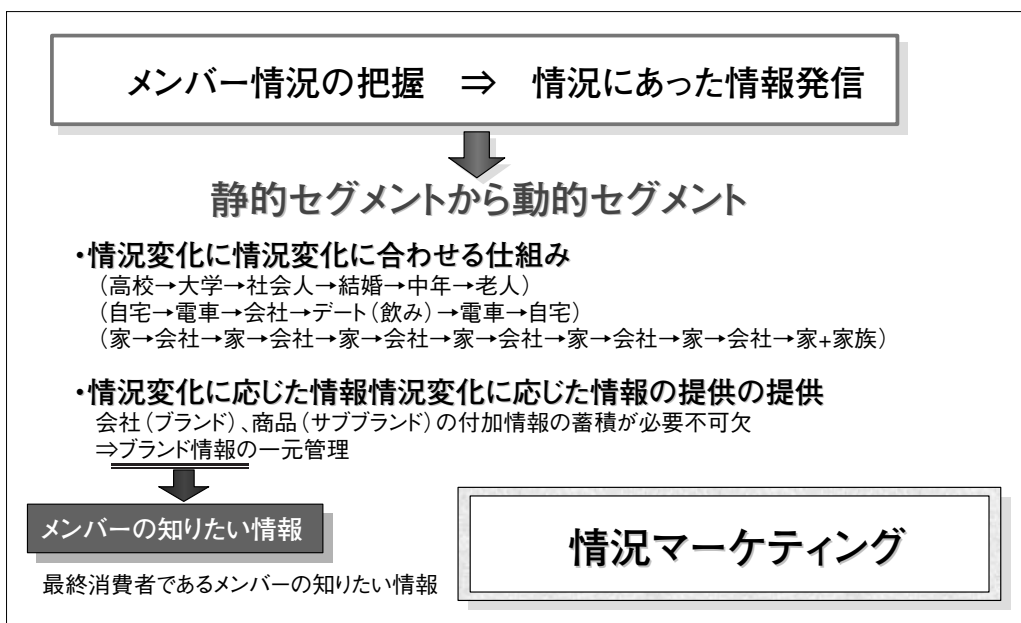 メンバー情況の把握　⇒　情況にあった情報発信
静的セグメントから動的セグメント
・情況変化に情況変化に合わせる仕組み
（高校→大学→社会人→結婚→中年→老人）
（自宅→電車→会社→デート（飲み）→電車→自宅）
（家→会社→家→会社→家→会社→家→会社→家→会社→家→会社→家+家族）
・情況変化に応じた情報情況変化に応じた情報の提供の提供
会社（ブランド）、商品（サブブランド）の付加情報の蓄積が必要不可欠
⇒ブランド情報の一元管理
メンバーの知りたい情報
最終消費者であるメンバーの知りたい情報
情況マーケティング